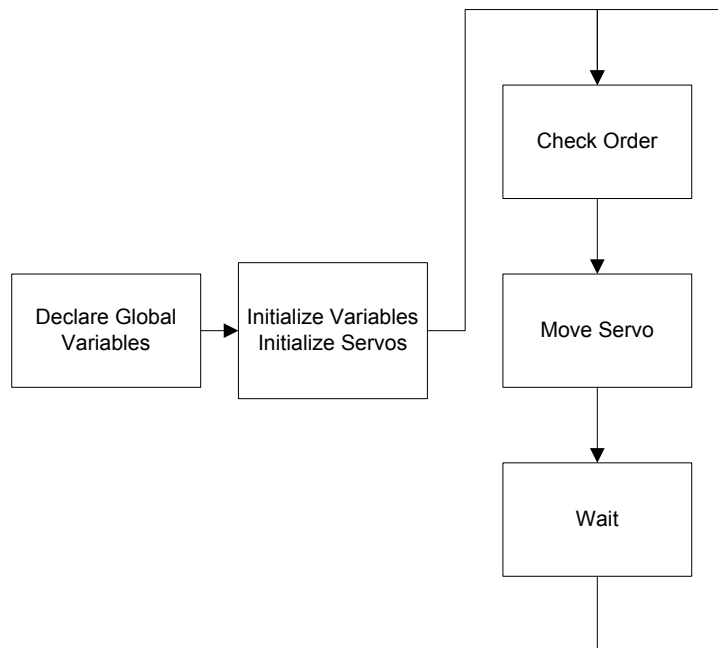 Declare Global
Variables
Initialize Variables
Initialize Servos
Check Order
Move Servo
Wait